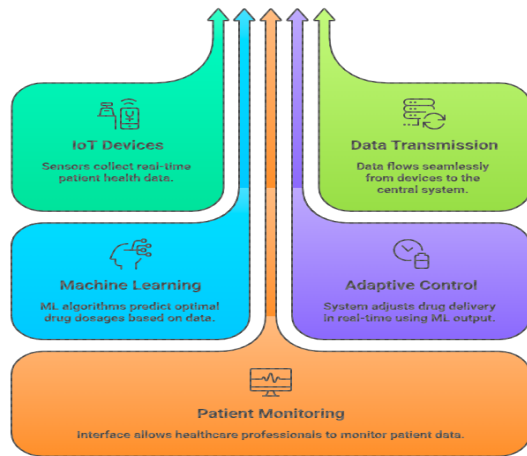 IoT Devices
Sensors collect real-time
patient health data.
Data Transmission
Data flows seamlessly
from devices to the
central system.
Machine Learning
ML algorithms predict optimal
drug dosages based on data.
Adaptive Control
System adjusts drug delivery
in real-time using ML output.
Patient Monitoring
Interface allows healthcare professionals to monitor patient data.